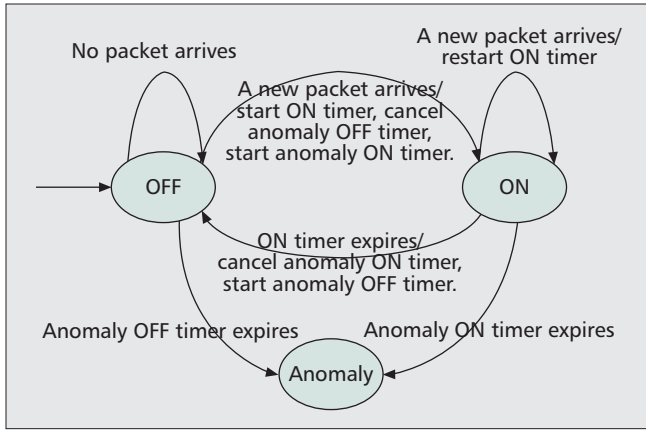 No packet arrives
A new packet arrives/
restart ON timer
A new packet arrives/
start ON timer, cancel
anomaly OFF timer,
start anomaly ON timer.
OFF
ON
ON timer expires/
cancel anomaly ON timer,
start anomaly OFF timer.
Anomaly OFF timer expires
Anomaly ON timer expires
Anomaly